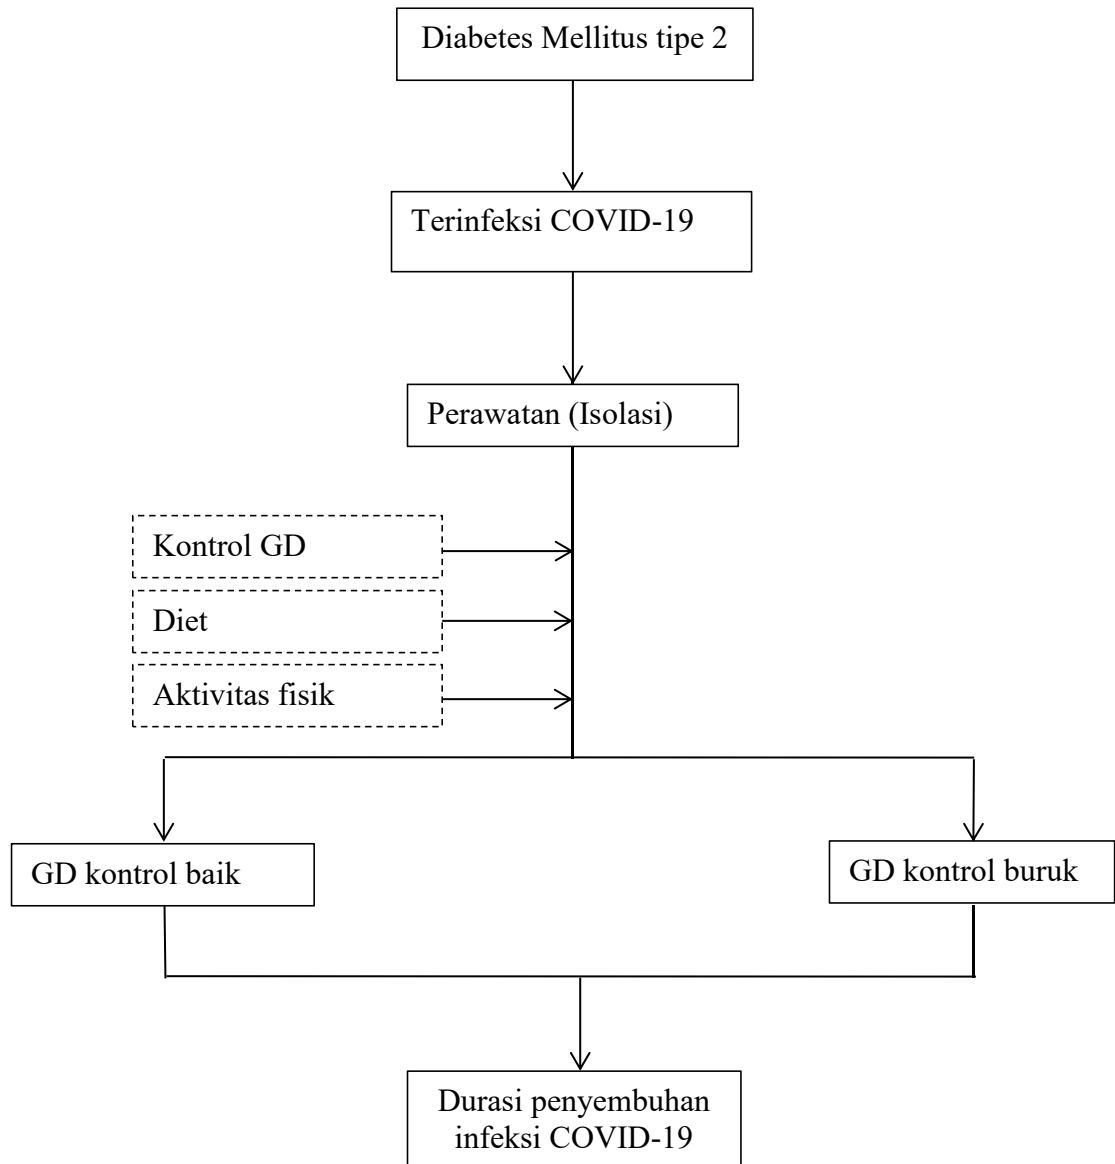 Diabetes Mellitus tipe 2
Terinfeksi COVID-19
Perawatan (Isolasi)
Kontrol GD
Diet
Aktivitas fisik
GD kontrol baik
GD kontrol buruk
Durasi penyembuhan
infeksi COVID-19